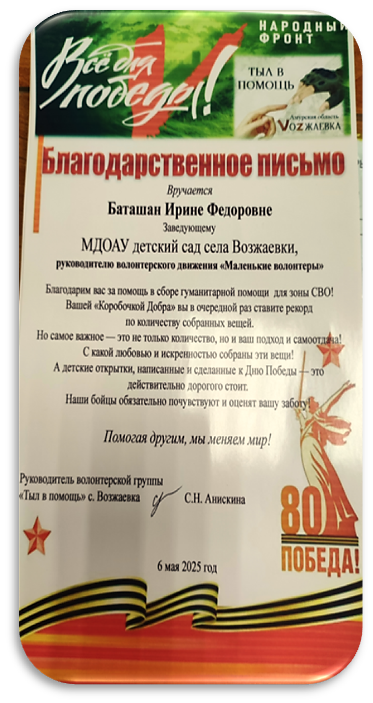 Всё для
победы!
НАРОДНЫЙ
ФРОНТ
ТЫЛ В
ПОМОЩЬ
Амурская область
VOZЖАЕВКА
Благодарственное письмо
Вручается
Баташан Ирине Федоровне
Заведующему
МДОАУ детский сад села Возжаевки,
руководителю волонтерского движения «Маленькие волонтеры»
Благодарим вас за помощь в сборе гуманитарной помощи для зоны СВО!
Вашей «Коробочкой Добра» вы в очередной раз ставите рекорд
по количеству собранных вещей.
Но самое важное — это не только количество, но и ваш подход и самоотдача!
С какой любовью и искренностью собраны эти вещи!
А детские открытки, написанные и сделанные к Дню Победы — это
действительно дорогого стоит.
Наши бойцы обязательно почувствуют и оценят вашу заботу!
Помогая другим, мы меняем мир!
Руководитель волонтерской группы
«Тыл в помощь» с. Возжаевка С.Н. Анискина
80
ПОБЕДА!
6 мая 2025 год